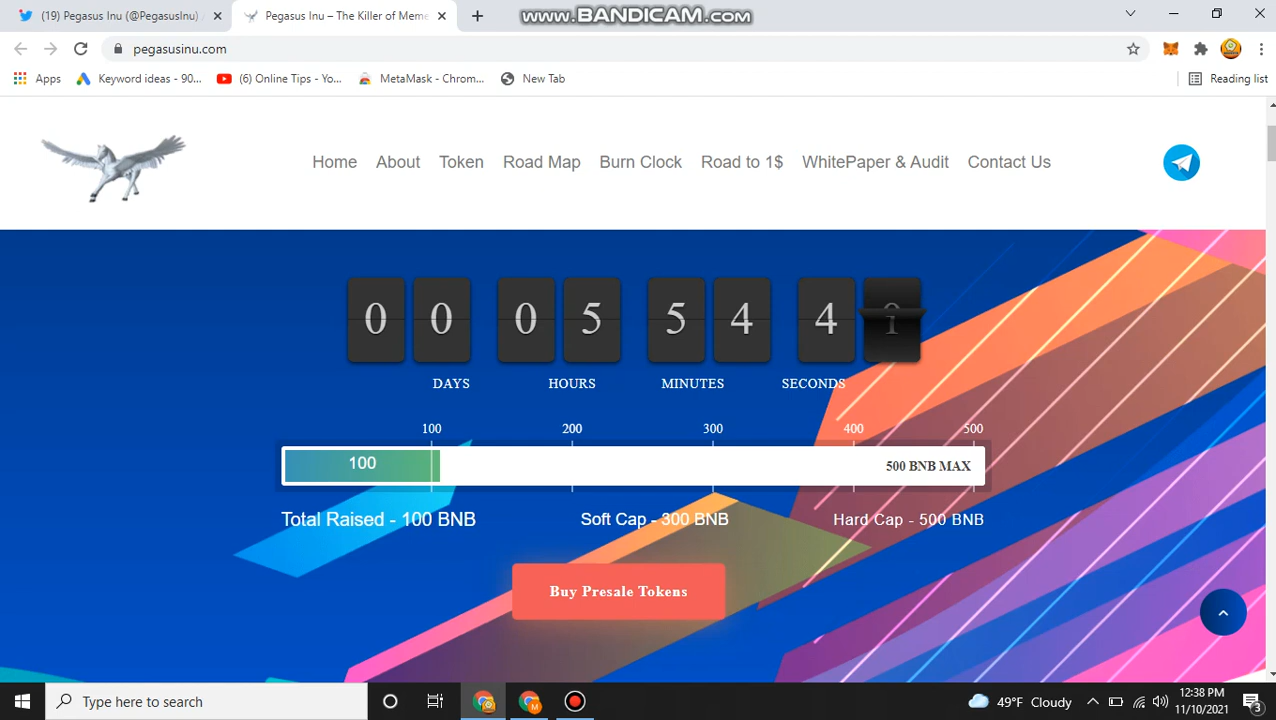 (19) Pegasus Inu (@PegasusInu)
Pegasus Inu – The Killer of Meme
www.BANDICAM.com
pegasusinu.com
Apps
Keyword ideas - 90...
(6) Online Tips - Yo...
MetaMask - Chrom...
New Tab
Reading list
Home
About
Token
Road Map
Burn Clock
Road to 1$
WhitePaper & Audit
Contact Us
0 0 0 5 5 4 4
DAYS
HOURS
MINUTES
SECONDS
100
200
300
400
500
100
500 BNB MAX
Total Raised - 100 BNB
Soft Cap - 300 BNB
Hard Cap - 500 BNB
Buy Presale Tokens
Type here to search
49°F Cloudy
12:38 PM
11/10/2021
3